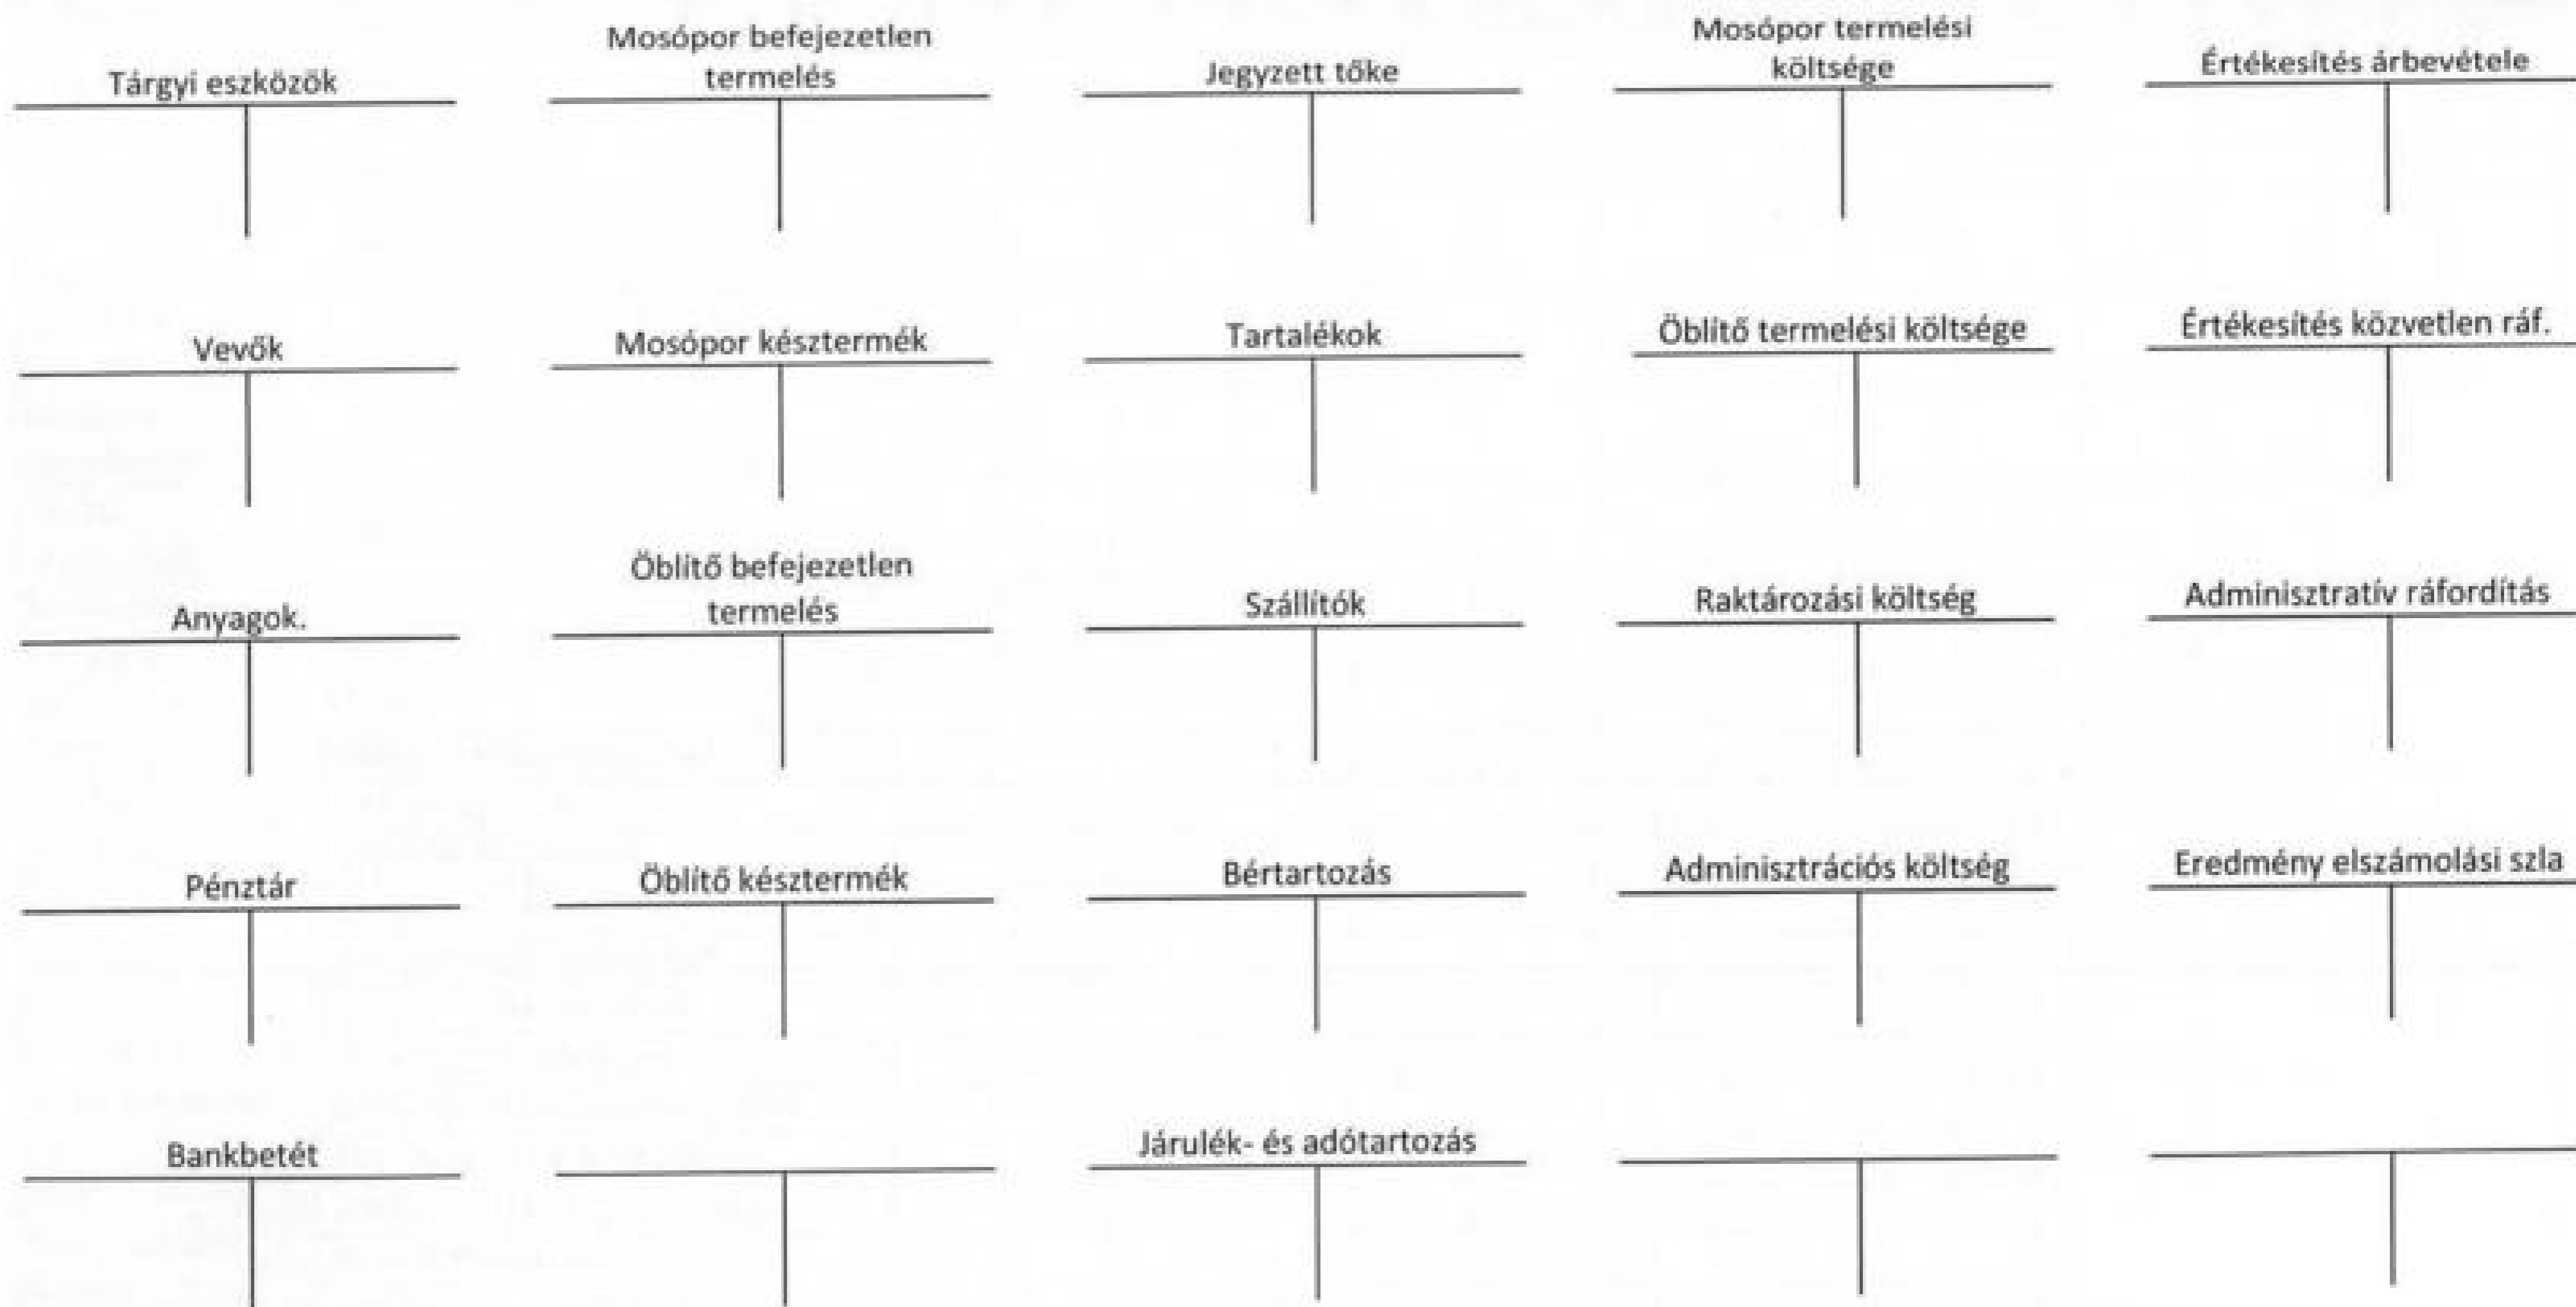 Tárgyi eszközök
Mosópor befejezetlen
termelés
Jegyzett tőke
Mosópor termelési
költsége
Értékesítés árbevétele
Vevők
Mosópor késztermék
Tartalékok
Öblítő termelési költsége
Értékesítés közvetlen ráf.
Anyagok.
Öblítő befejezetlen
termelés
Szállítók
Raktározási költség
Adminisztratív ráfordítás
Pénztár
Öblítő késztermék
Bértartozás
Adminisztrációs költség
Eredmény elszámolási szla
Bankbetét
Járulék- és adótartozás